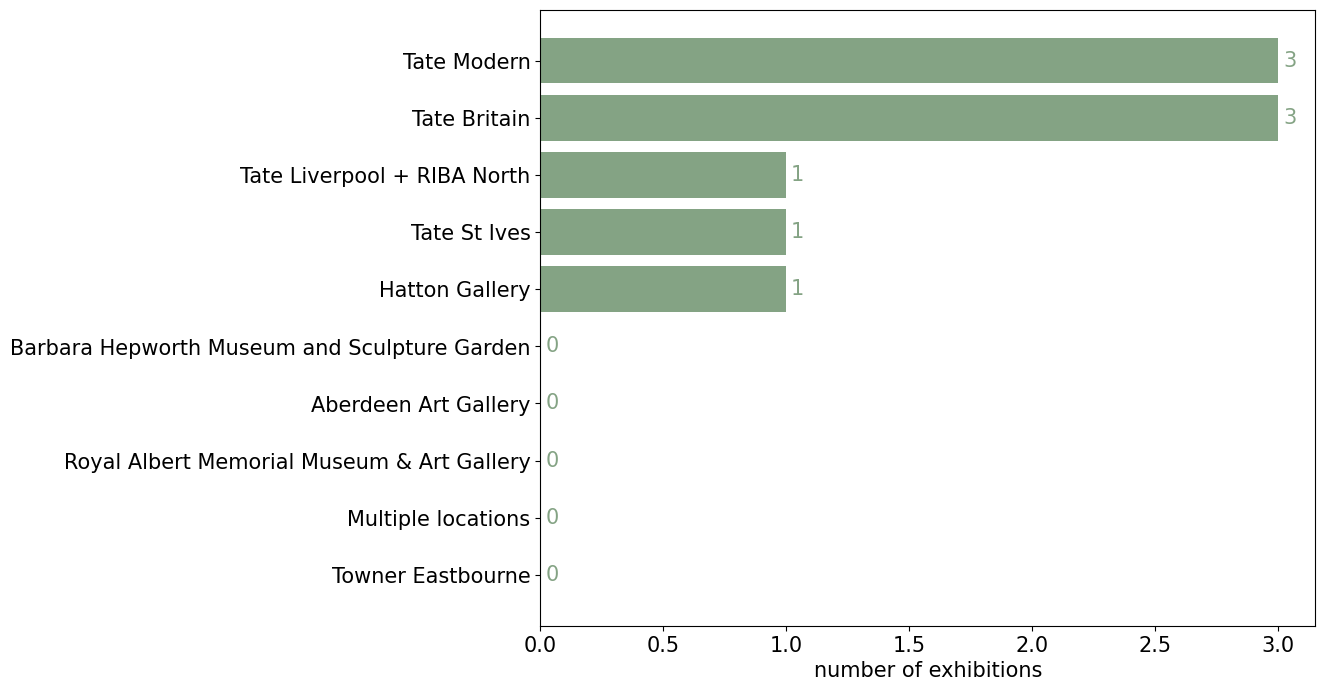 Tate Modern 3
Tate Britain 3
Tate Liverpool + RIBA North 1
Tate St Ives 1
Hatton Gallery 1
Barbara Hepworth Museum and Sculpture Garden 0
Aberdeen Art Gallery 0
Royal Albert Memorial Museum & Art Gallery 0
Multiple locations 0
Towner Eastbourne 0
0.0 0.5 1.0 1.5 2.0 2.5 3.0
number of exhibitions